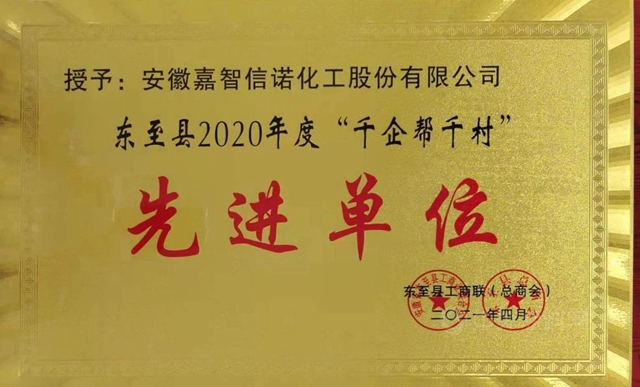 授予：安徽嘉智信诺化工股份有限公司
东至县2020年度“千企帮千村”
先进单位
东至县工商联（总商会）
二〇二一年四月